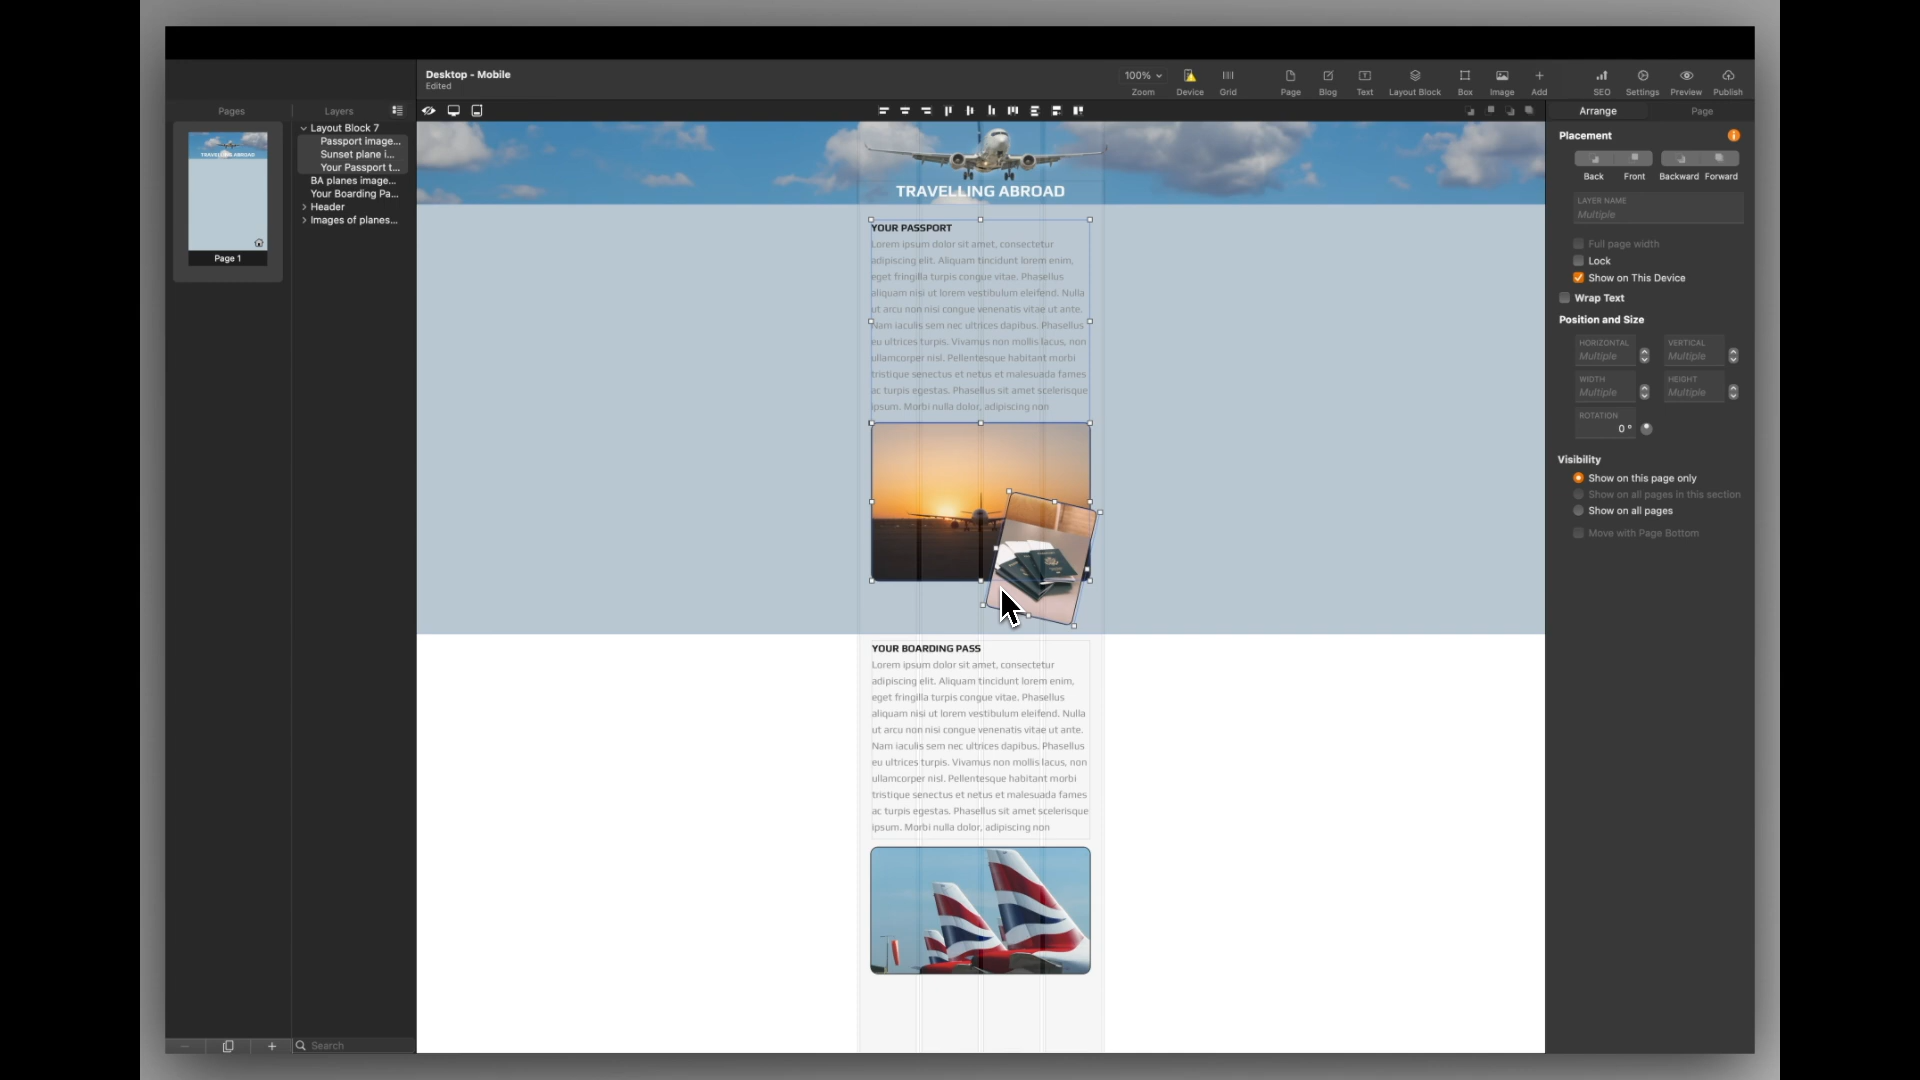 Desktop - Mobile
Edited
100%
Zoom
Device
Grid
Page
Blog
Text
Layout Block
Box
Image
Add
SEO
Settings
Preview
Publish
Pages
Layers
Arrange
Page
Layout Block 7
Passport image...
Sunset plane i...
Your Passport t...
BA planes image...
Your Boarding Pa...
Header
Images of planes...
TRAVELLING ABROAD
Page 1
Search
TRAVELLING ABROAD
YOUR PASSPORT
Lorem ipsum dolor sit amet, consectetur
adipiscing elit. Aliquam tincidunt lorem enim,
eget fringilla turpis congue vitae. Phasellus
aliquam nisi ut lorem vestibulum eleifend. Nulla
ut arcu non nisi congue venenatis vitae ut ante.
Nam iaculis sem nec ultrices dapibus. Phasellus
eu ultrices turpis. Vivamus non mollis lacus, non
ullamcorper nisl. Pellentesque habitant morbi
tristique senectus et netus et malesuada fames
ac turpis egestas. Phasellus sit amet scelerisque
ipsum. Morbi nulla dolor, adipiscing non
YOUR BOARDING PASS
Lorem ipsum dolor sit amet, consectetur
adipiscing elit. Aliquam tincidunt lorem enim,
eget fringilla turpis congue vitae. Phasellus
aliquam nisi ut lorem vestibulum eleifend. Nulla
ut arcu non nisi congue venenatis vitae ut ante.
Nam iaculis sem nec ultrices dapibus. Phasellus
eu ultrices turpis. Vivamus non mollis lacus, non
ullamcorper nisl. Pellentesque habitant morbi
tristique senectus et netus et malesuada fames
ac turpis egestas. Phasellus sit amet scelerisque
ipsum. Morbi nulla dolor, adipiscing non
Placement
Back
Front
Backward
Forward
LAYER NAME
Multiple
Full page width
Lock
Show on This Device
Wrap Text
Position and Size
HORIZONTAL
Multiple
VERTICAL
Multiple
WIDTH
Multiple
HEIGHT
Multiple
ROTATION
0 °
Visibility
Show on this page only
Show on all pages in this section
Show on all pages
Move with Page Bottom